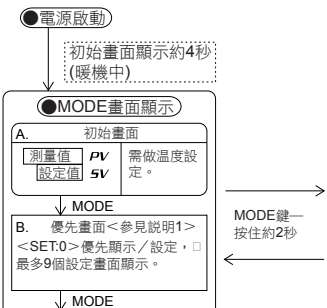 ●電源啟動
初始畫面顯示約4秒
(暖機中)
●MODE畫面顯示
A. 初始畫面
測量值 PV
設定值 SV
需做溫度設
定。
MODE
B. 優先畫面<參見説明1>
<SET:0>優先顯示／設定，□
最多9個設定畫面顯示。
MODE
MODE鍵—
按住約2秒